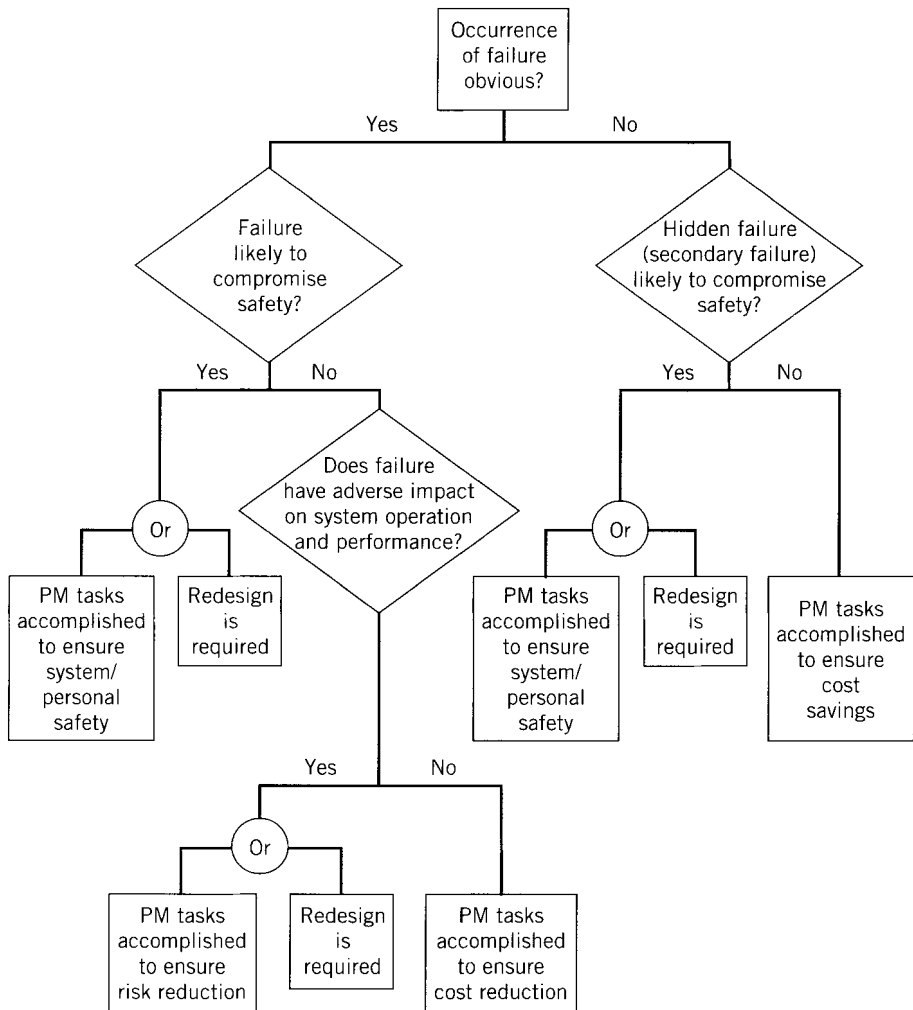 Occurrence
of failure
obvious?
Yes
No
Failure
likely to
compromise
safety?
Hidden failure
(secondary failure)
likely to compromise
safety?
Yes
No
Yes
No
Does failure
have adverse impact
on system operation
and performance?
Or
Or
PM tasks
accomplished
to ensure
system/
personal
safety
Redesign
is
required
PM tasks
accomplished
to ensure
system/
personal
safety
Redesign
is
required
PM tasks
accomplished
to ensure
cost
savings
Yes
No
Or
PM tasks
accomplished
to ensure
risk reduction
Redesign
is
required
PM tasks
accomplished
to ensure
cost reduction